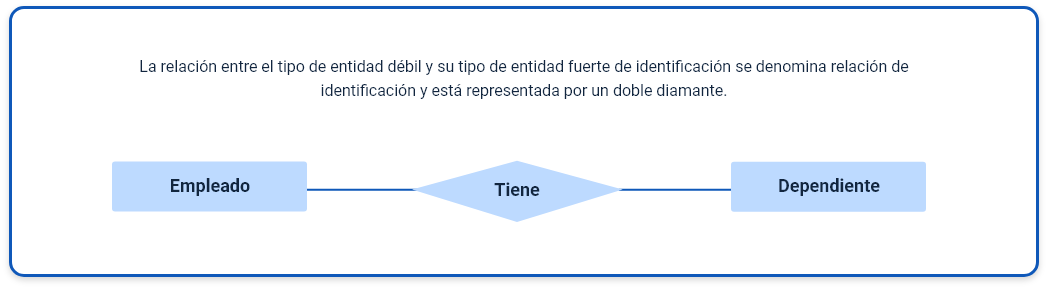 La relación entre el tipo de entidad débil y su tipo de entidad fuerte de identificación se denomina relación de
identificación y está representada por un doble diamante.
Empleado
Tiene
Dependiente